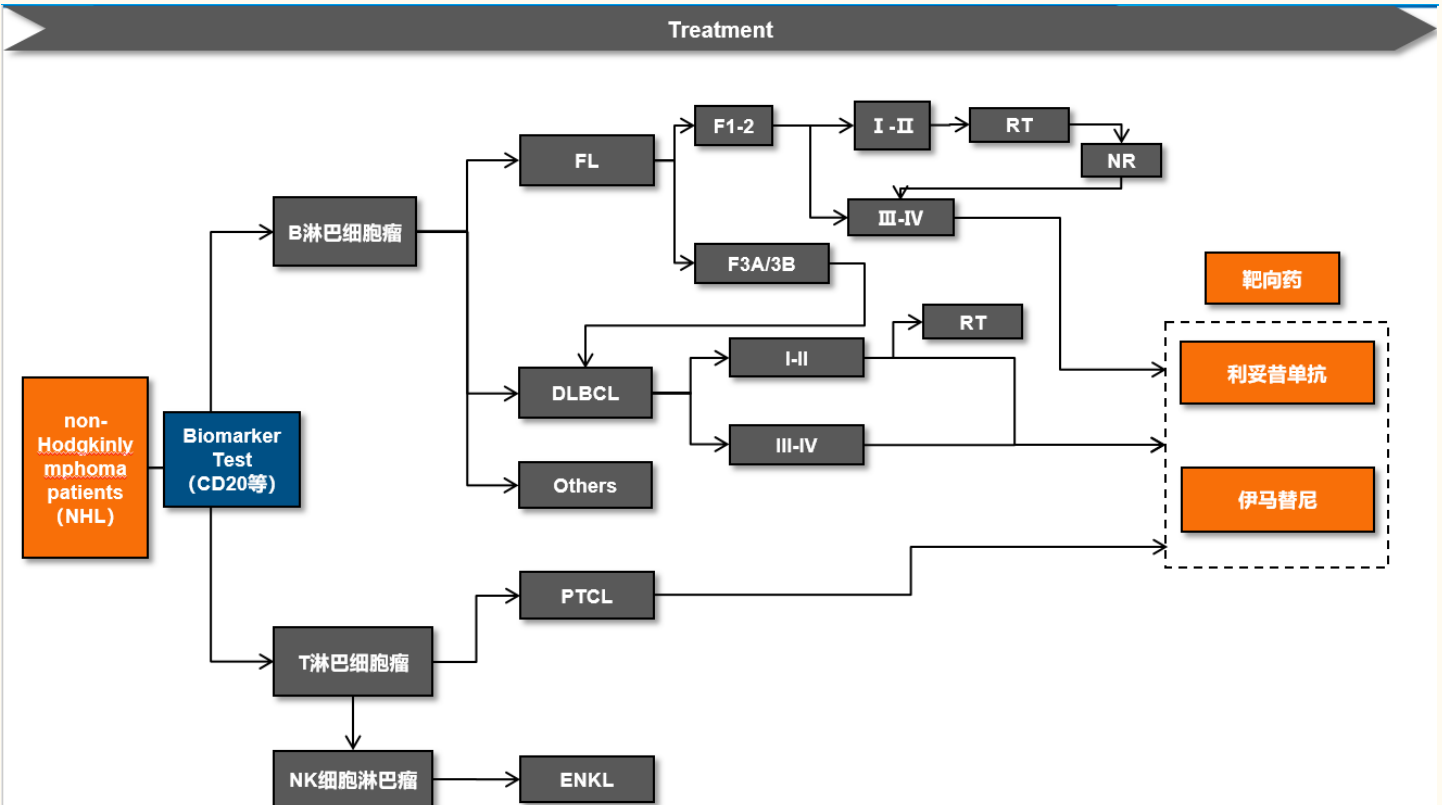 Treatment
non-
Hodgkinly
mphoma
patients
（NHL）
Biomarker
Test
（CD20等）
B淋巴细胞瘤
FL
F1-2
Ⅰ-Ⅱ
RT
NR
Ⅲ-Ⅳ
F3A/3B
DLBCL
I-II
RT
III-IV
Others
T淋巴细胞瘤
PTCL
NK细胞淋巴瘤
ENKL
靶向药
利妥昔单抗
伊马替尼